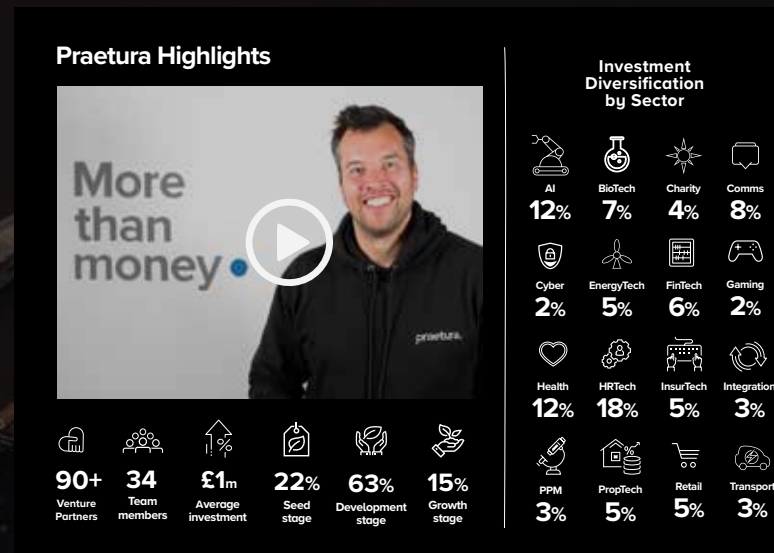 Praetura Highlights
More
than
money
praetura.
90+
Venture
Partners
34
Team
members
£1m
Average
investment
22%
Seed
stage
63%
Development
stage
15%
Growth
stage
Investment
Diversification
by Sector
AI
12%
BioTech
7%
Charity
4%
Comms
8%
Cyber
2%
EnergyTech
5%
FinTech
6%
Gaming
2%
Health
12%
HRTech
18%
InsurTech
5%
Integration
3%
PPM
3%
PropTech
5%
Retail
5%
Transport
3%